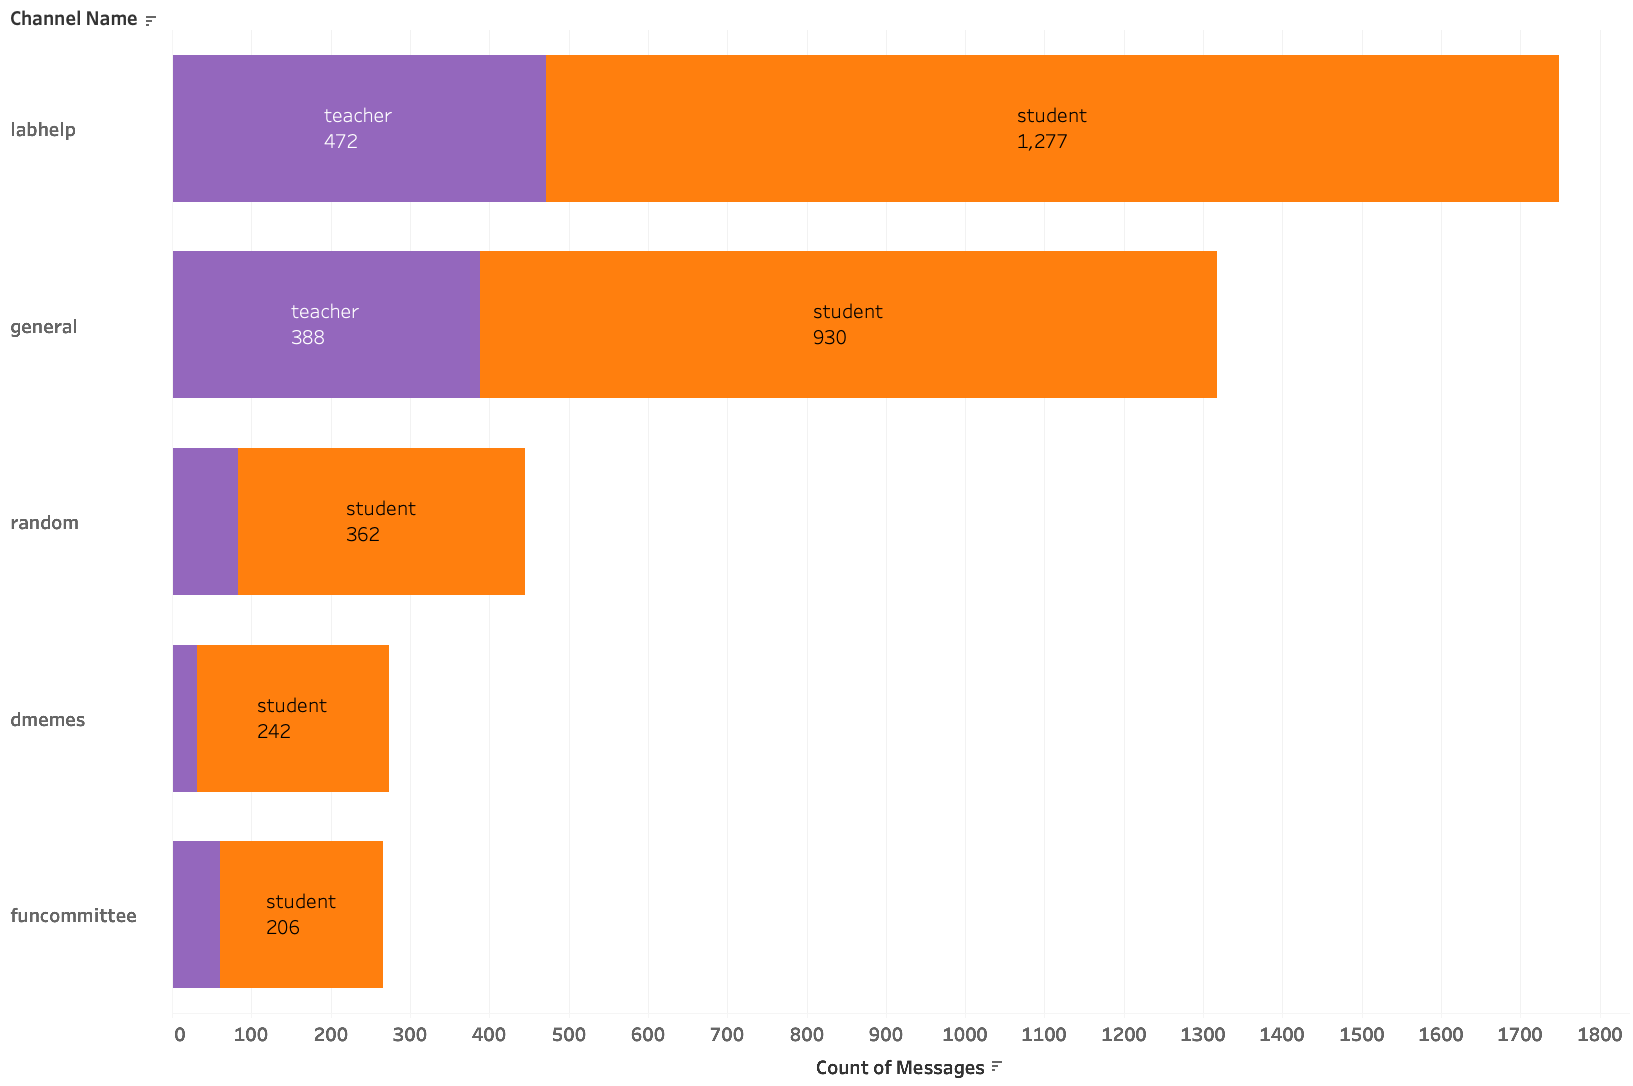 Channel Name
labhelp
teacher
472
student
1,277
general
teacher
388
student
930
random
student
362
dmemes
student
242
funcommittee
student
206
0 100 200 300 400 500 600 700 800 900 1000 1100 1200 1300 1400 1500 1600 1700 1800
Count of Messages